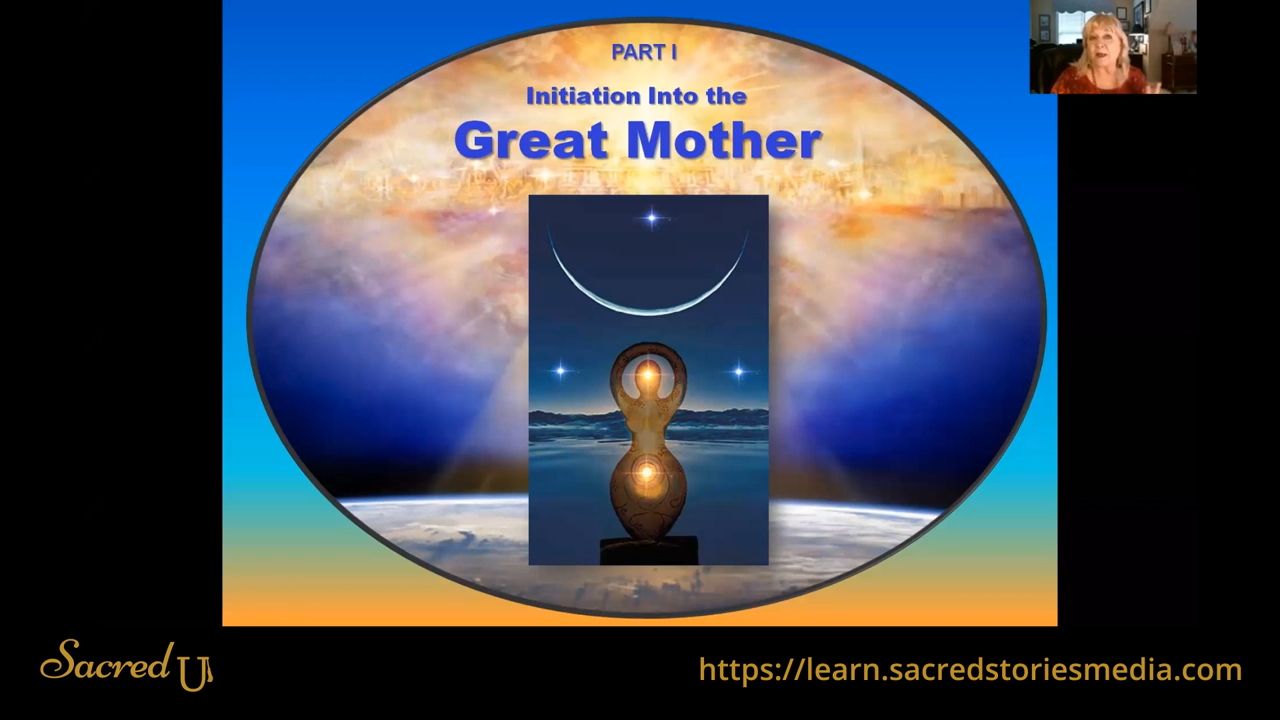 PART I
Initiation Into the
Great Mother
Sacred U
https://learn.sacredstoriesmedia.com